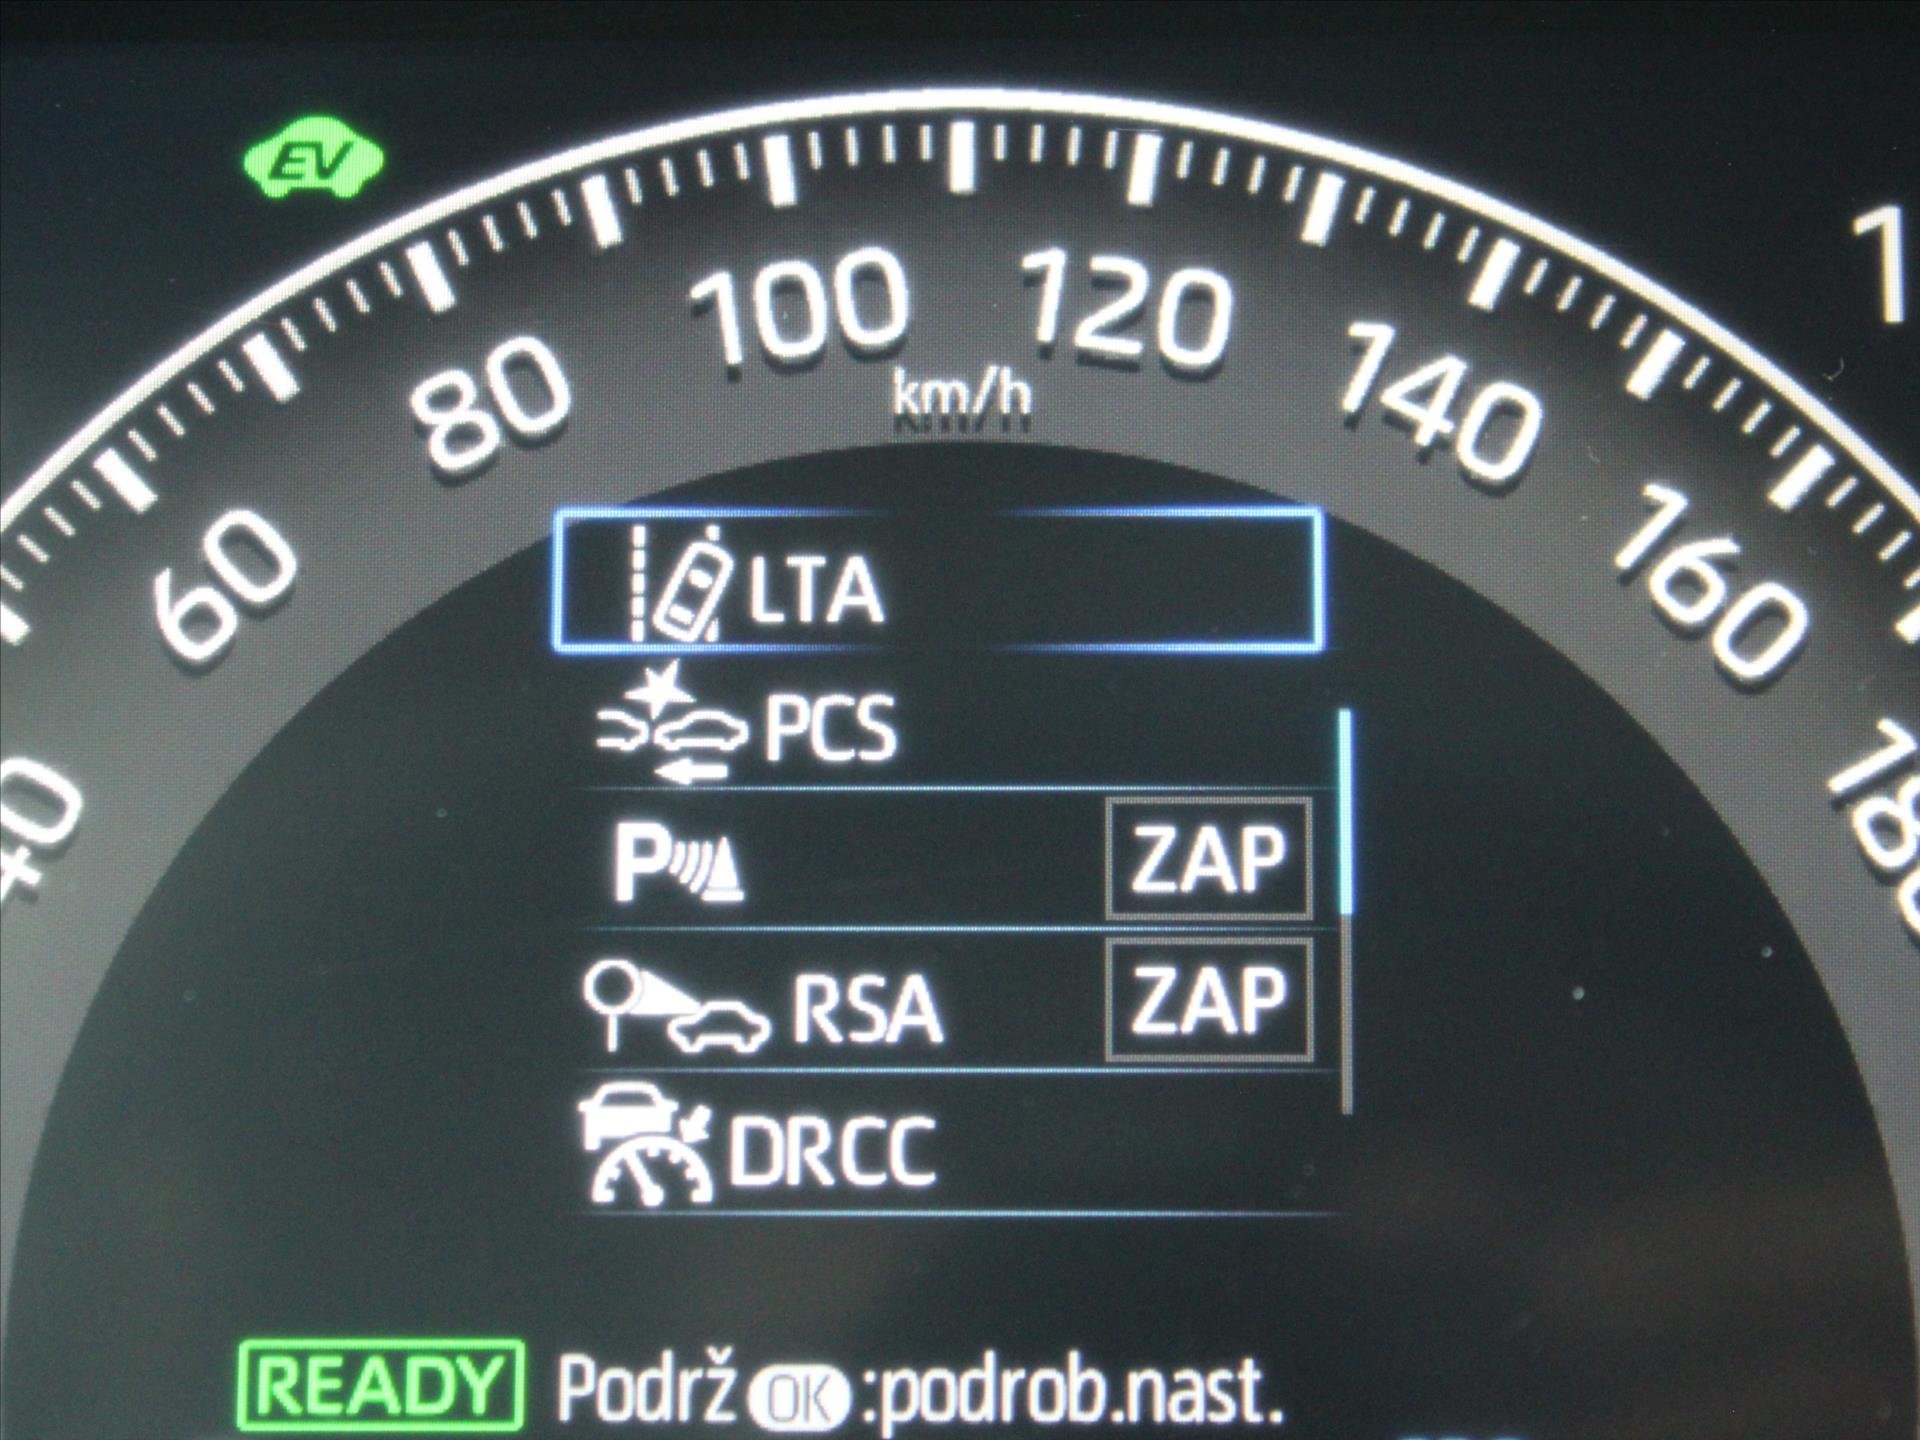 EV
1
100 120
80 km/h 140
60 160
40 180
LTA
PCS
P ZAP
RSA ZAP
DRCC
READY Podrž OK :podrob.nast.